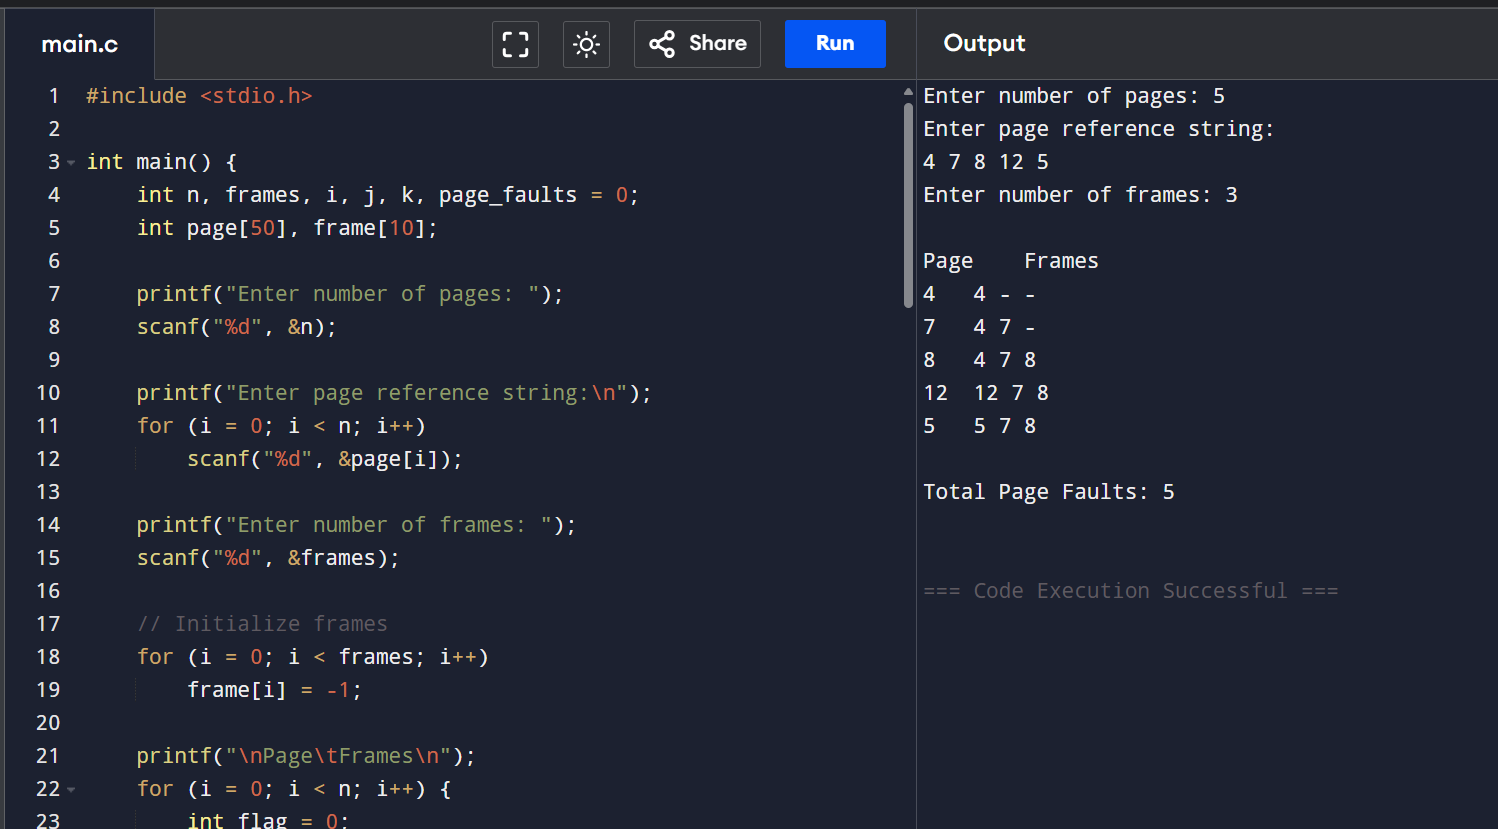 main.c
Share
Run
Output
1 #include <stdio.h>
2
3 int main() {
4 int n, frames, i, j, k, page_faults = 0;
5 int page[50], frame[10];
6
7 printf("Enter number of pages: ");
8 scanf("%d", &n);
9
10 printf("Enter page reference string:\n");
11 for (i = 0; i < n; i++)
12 scanf("%d", &page[i]);
13
14 printf("Enter number of frames: ");
15 scanf("%d", &frames);
16
17 // Initialize frames
18 for (i = 0; i < frames; i++)
19 frame[i] = -1;
20
21 printf("\nPage\tFrames\n");
22 for (i = 0; i < n; i++) {
23 int flag = 0;
Enter number of pages: 5
Enter page reference string:
4 7 8 12 5
Enter number of frames: 3
Page Frames
4 4 - -
7 4 7 -
8 4 7 8
12 12 7 8
5 5 7 8
Total Page Faults: 5
=== Code Execution Successful ===